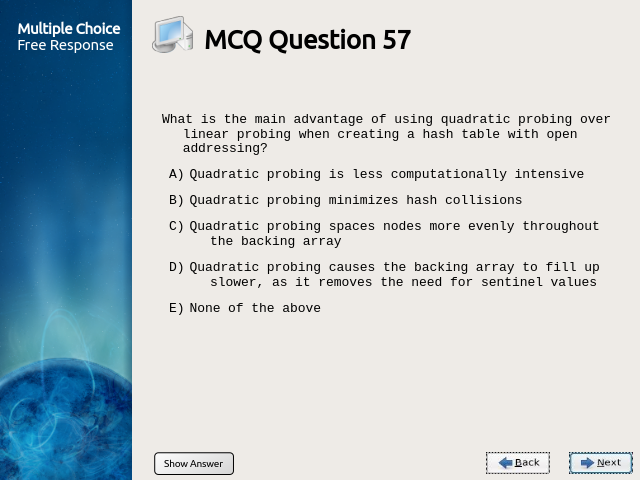 Multiple Choice
Free Response
MCQ Question 57
What is the main advantage of using quadratic probing over
linear probing when creating a hash table with open
addressing?
A) Quadratic probing is less computationally intensive
B) Quadratic probing minimizes hash collisions
C) Quadratic probing spaces nodes more evenly throughout
the backing array
D) Quadratic probing causes the backing array to fill up
slower, as it removes the need for sentinel values
E) None of the above
Show Answer
Back
Next